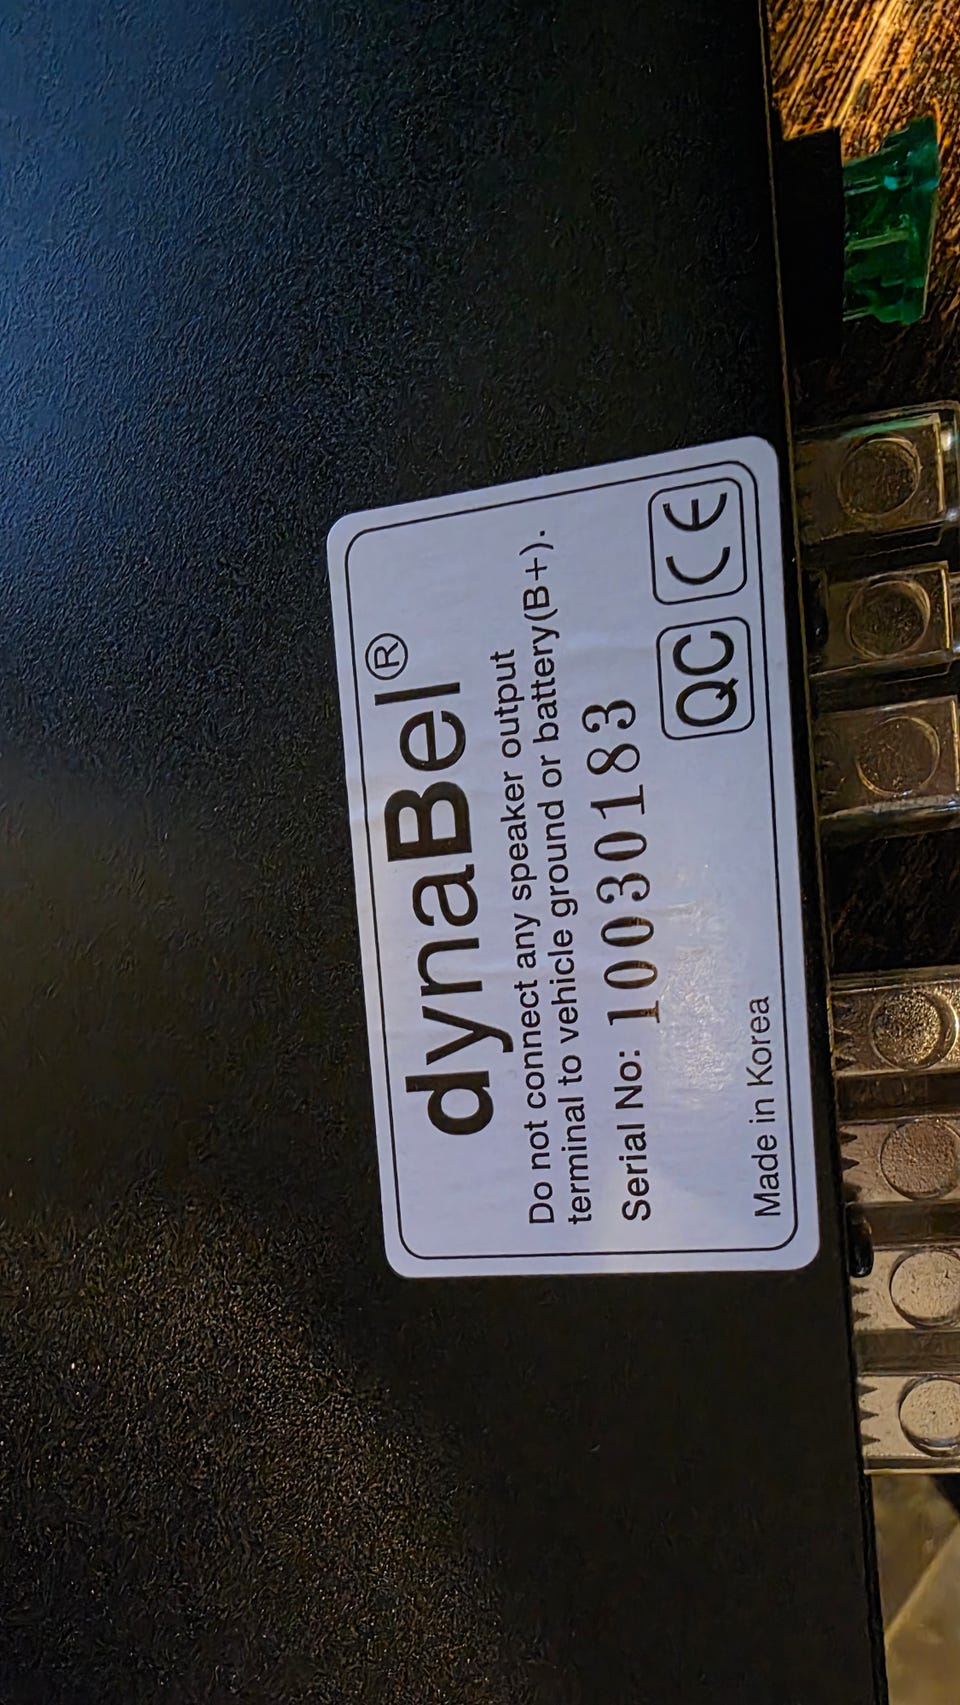 dynaBel®
Do not connect any speaker output
terminal to vehicle ground or battery(B+).
Serial No: 10030183
QC CE
Made in Korea